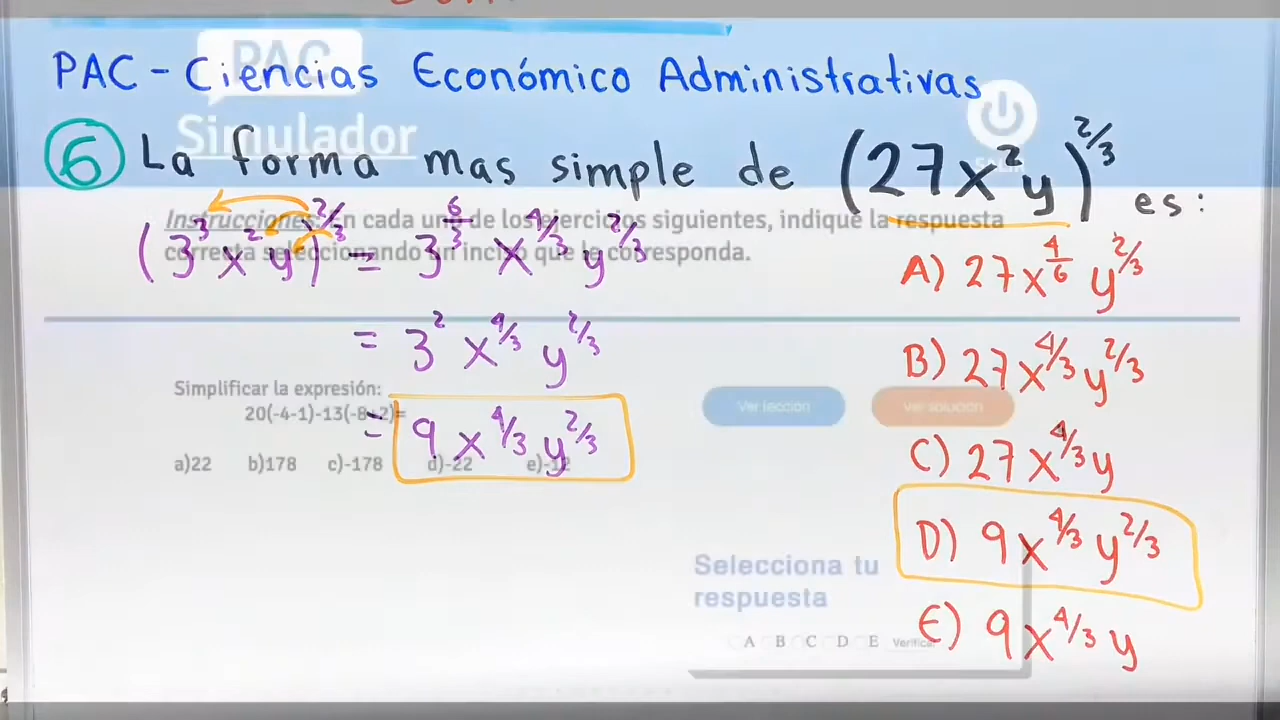 PAC
PAC - Ciencias Económico Administrativas
Simulador
6 La forma mas simple de (27x²y)^2/3 es:
Instrucciones: En cada uno de los ejercicios siguientes, indique la respuesta
correcta seleccionando un inciso que le corresponda.
(3³x²y)^2/3 = 3^6/3 x^4/3 y^2/3
= 3² x^4/3 y^2/3
= 9x^4/3 y^2/3
A) 27x^4/6 y^2/3
B) 27x^4/3 y^2/3
C) 27x^4/3 y
D) 9x^4/3 y^2/3
E) 9x^4/3 y
Simplificar la expresión:
20(-4-1)-13(-8+2)=
a)22 b)178 c)-178 d)-22 e)-12
Ver lección Ver solución
Selecciona tu
respuesta
A B C D E Verificar